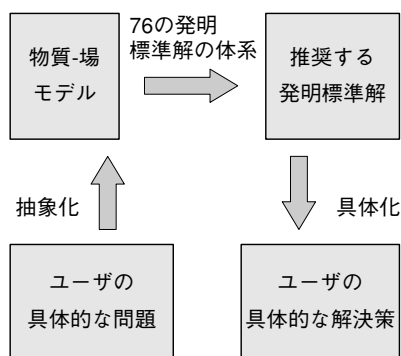 76の発明
標準解の体系
物質-場
モデル
推奨する
発明標準解
抽象化
具体化
ユーザの
具体的な問題
ユーザの
具体的な解決策